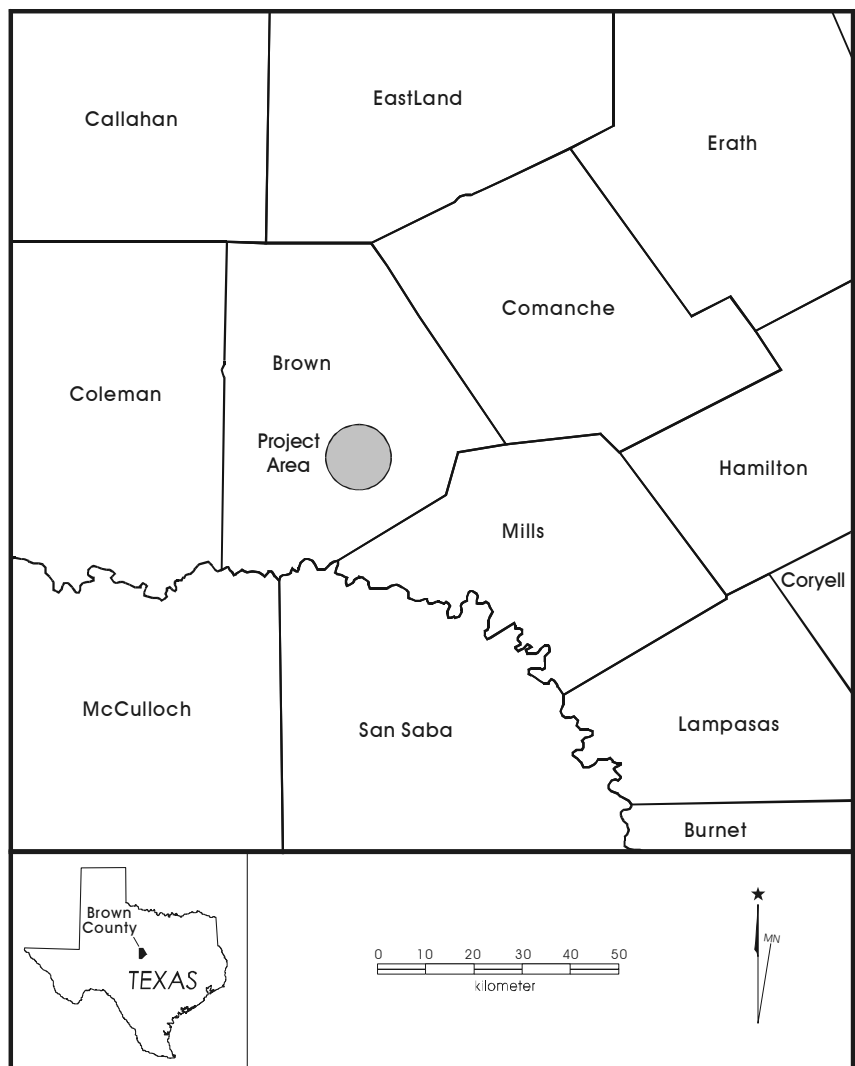 Callahan
EastLand
Erath
Comanche
Brown
Coleman
Project
Area
Hamilton
Mills
Coryell
McCulloch
San Saba
Lampasas
Burnet
Brown
County
TEXAS
0 10 20 30 40 50
kilometer
MN